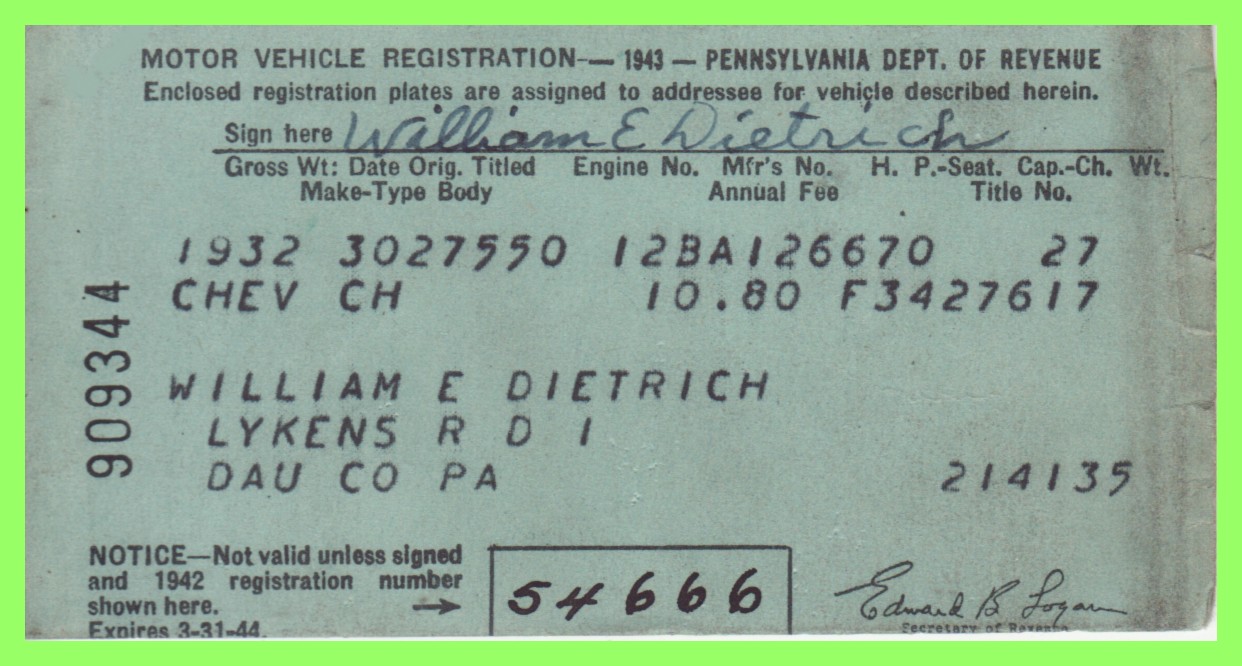 MOTOR VEHICLE REGISTRATION-— 1943 — PENNSYLVANIA DEPT. OF REVENUE
Enclosed registration plates are assigned to addressee for vehicle described herein.
Sign here William E Dietrich
Gross Wt: Date Orig. Titled Engine No. Mfr's No. H. P.-Seat. Cap.-Ch. Wt.
Make-Type Body Annual Fee Title No.
1932 3027550 12BA126670 27
CHEV CH 10.80 F3427617
909344
WILLIAM E DIETRICH
LYKENS R D 1
DAU CO PA 214135
NOTICE—Not valid unless signed
and 1942 registration number
shown here. →
Expires 3-31-44.
54666
Edward B Logan
Secretary of Revenue